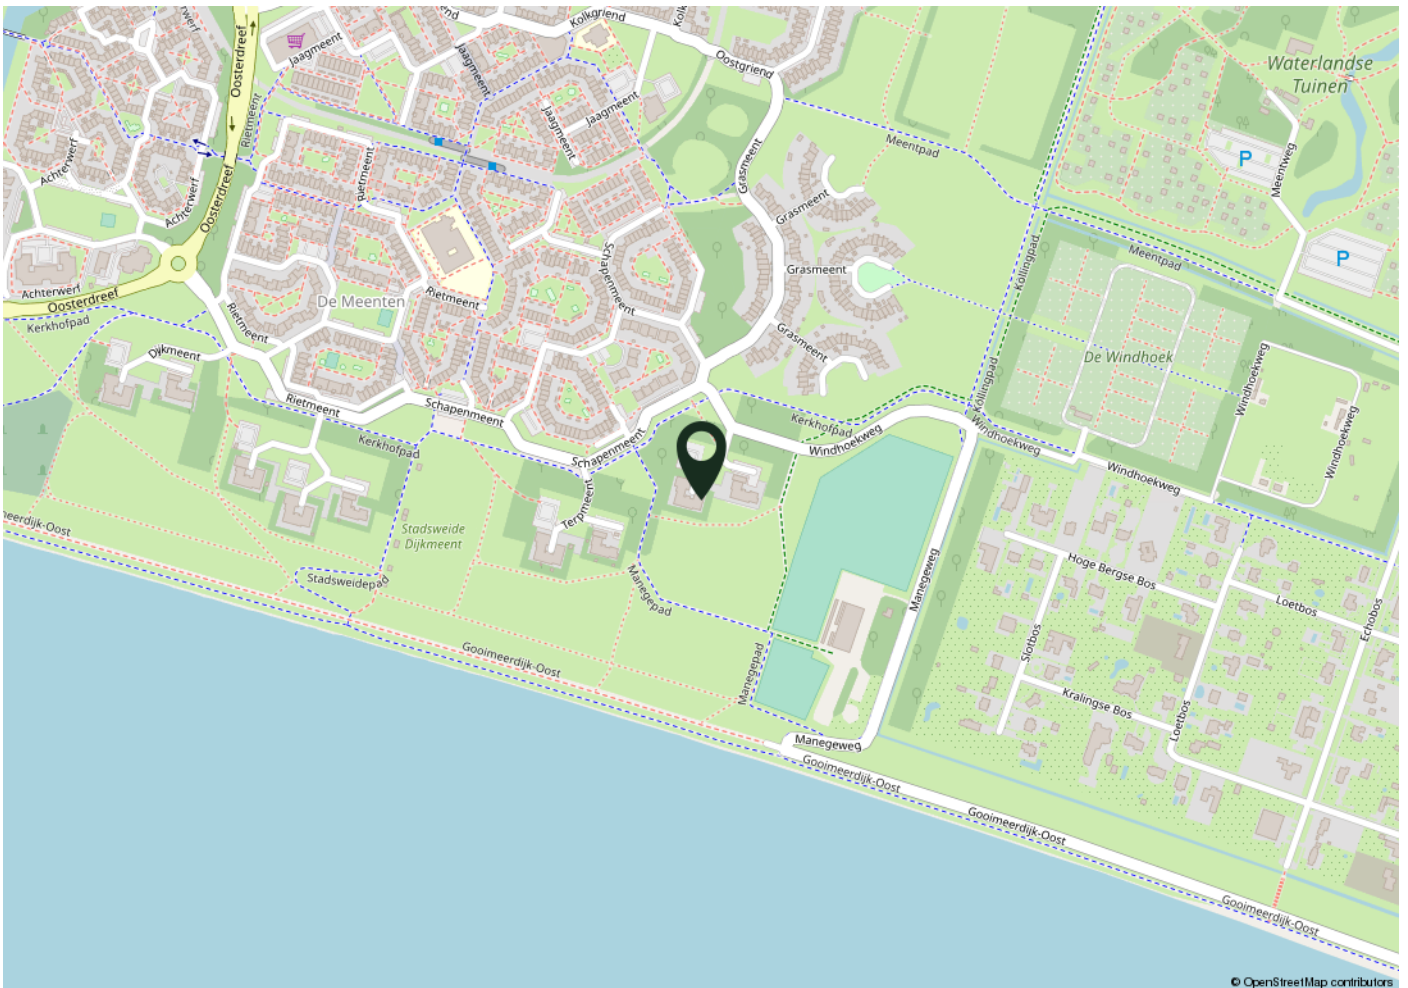 Kolkgriend
Oosterdreef
Jaagmeent
Jaagmeent
Oostgriend
Waterlandse
Tuinen
Rietmeent
Jaagmeent
Jaagmeent
P
Meentpad
Grasmeent
Meentweg
Achterwerf
Rietmeent
Achterwerf
Oosterdreef
Grasmeent
Kollingpad
Meentpad
P
Achterwerf
Oosterdreef
Schapenmeent
Grasmeent
De Meenten
Rietmeent
Kerkhofpad
Rietmeent
Grasmeent
De Windhoek
Dijkmeent
Windhoekweg
Kollingpad
Rietmeent
Schapenmeent
Kerkhofpad
Windhoekweg
Windhoekweg
Windhoekweg
Kerkhofpad
Schapenmeent
Windhoekweg
Terpmeent
Stadsweide
Dijkmeent
meerdijk-Oost
Stadsweidepad
Manegepad
Manegeweg
Hoge Bergse Bos
Loetbos
Echobos
Slotbos
Gooimeerdijk-Oost
Manegepad
Kralingse Bos
Loetbos
Manegeweg
Gooimeerdijk-Oost
Gooimeerdijk-Oost
Gooimeerdijk-Oost
© OpenStreetMap contributors